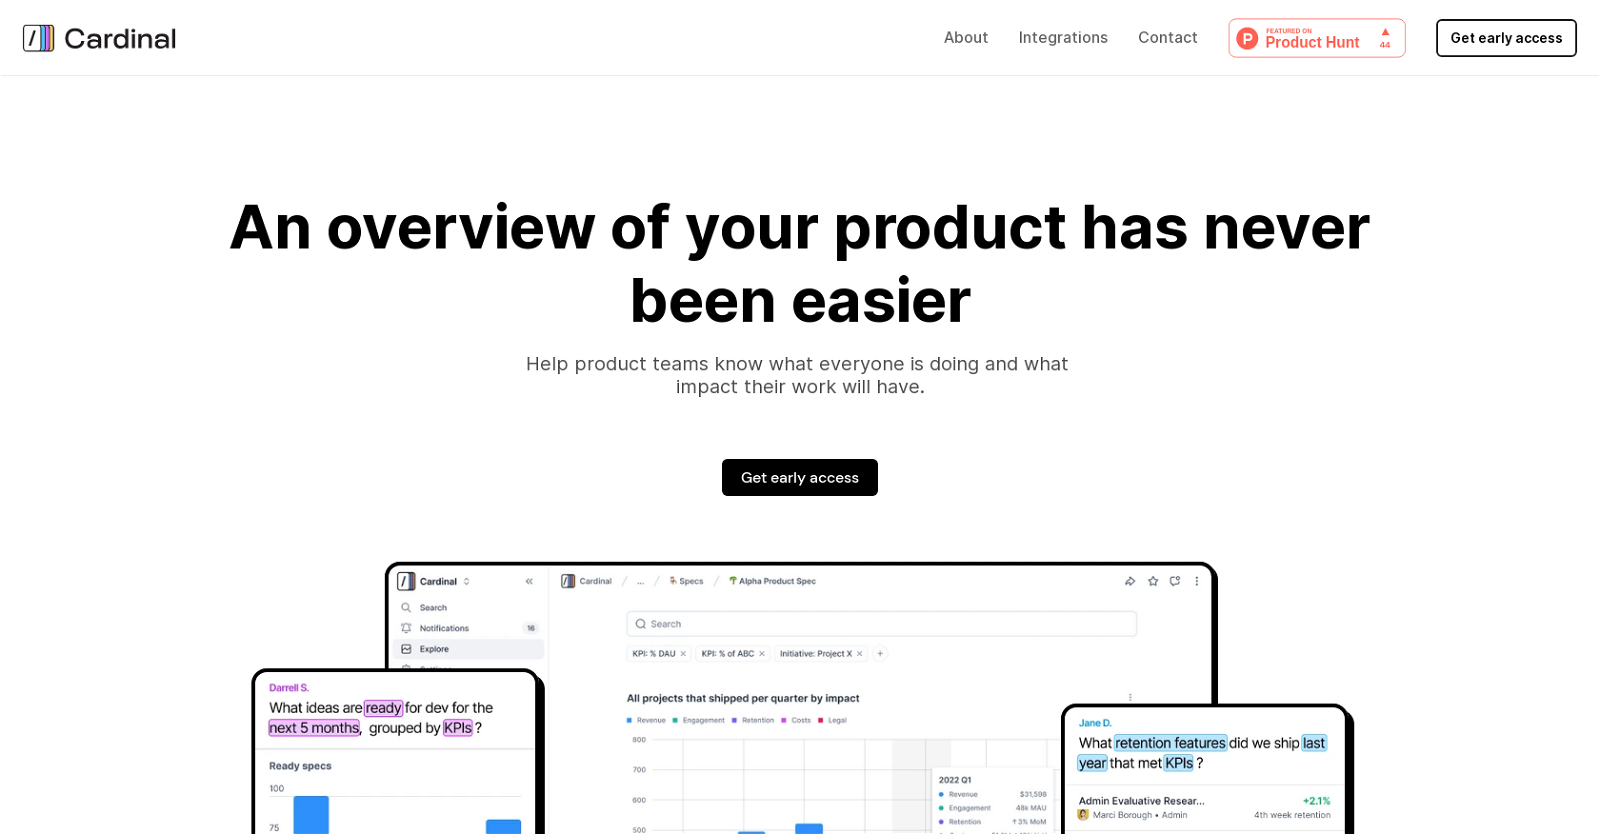 Cardinal
About
Integrations
Contact
FEATURED ON
Product Hunt
44
Get early access
An overview of your product has never
been easier
Help product teams know what everyone is doing and what
impact their work will have.
Get early access
Cardinal
Search
Notifications
16
Explore
Cardinal / ... / Specs / Alpha Product Spec
Search
KPI: % DAU
KPI: % of ABC
Initiative: Project X
All projects that shipped per quarter by impact
Revenue
Engagement
Retention
Costs
Legal
800
700
600
500
2022 Q1
Revenue $31,596
Engagement 48k MAU
Retention ↑3% MoM
Darrell S.
What ideas are ready for dev for the
next 5 months, grouped by KPIs ?
Ready specs
100
75
Jane D.
What retention features did we ship last
year that met KPIs ?
Admin Evaluative Resear... +2.1%
Marci Borough • Admin 4th week retention